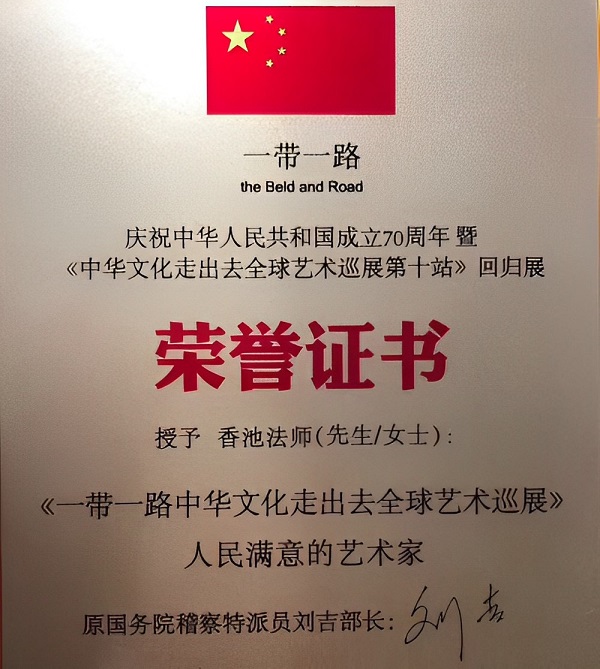 一带一路
the Beld and Road
庆祝中华人民共和国成立70周年 暨
《中华文化走出去全球艺术巡展第十站》回归展
荣誉证书
授予 香池法师(先生/女士):
《一带一路中华文化走出去全球艺术巡展》
人民满意的艺术家
原国务院稽察特派员刘吉部长: 刘吉